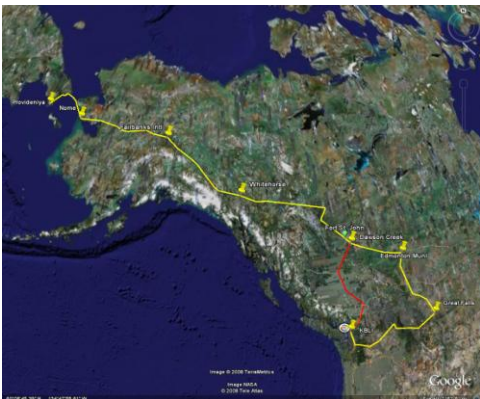 Provideniya
Nome
Fairbanks Intl
Whitehorse
Fort St. John
Dawson Creek
Edmonton Muni
Great Falls
KBLI
Image © 2008 TerraMetrics
Image NASA
© 2008 Tele Atlas
Google